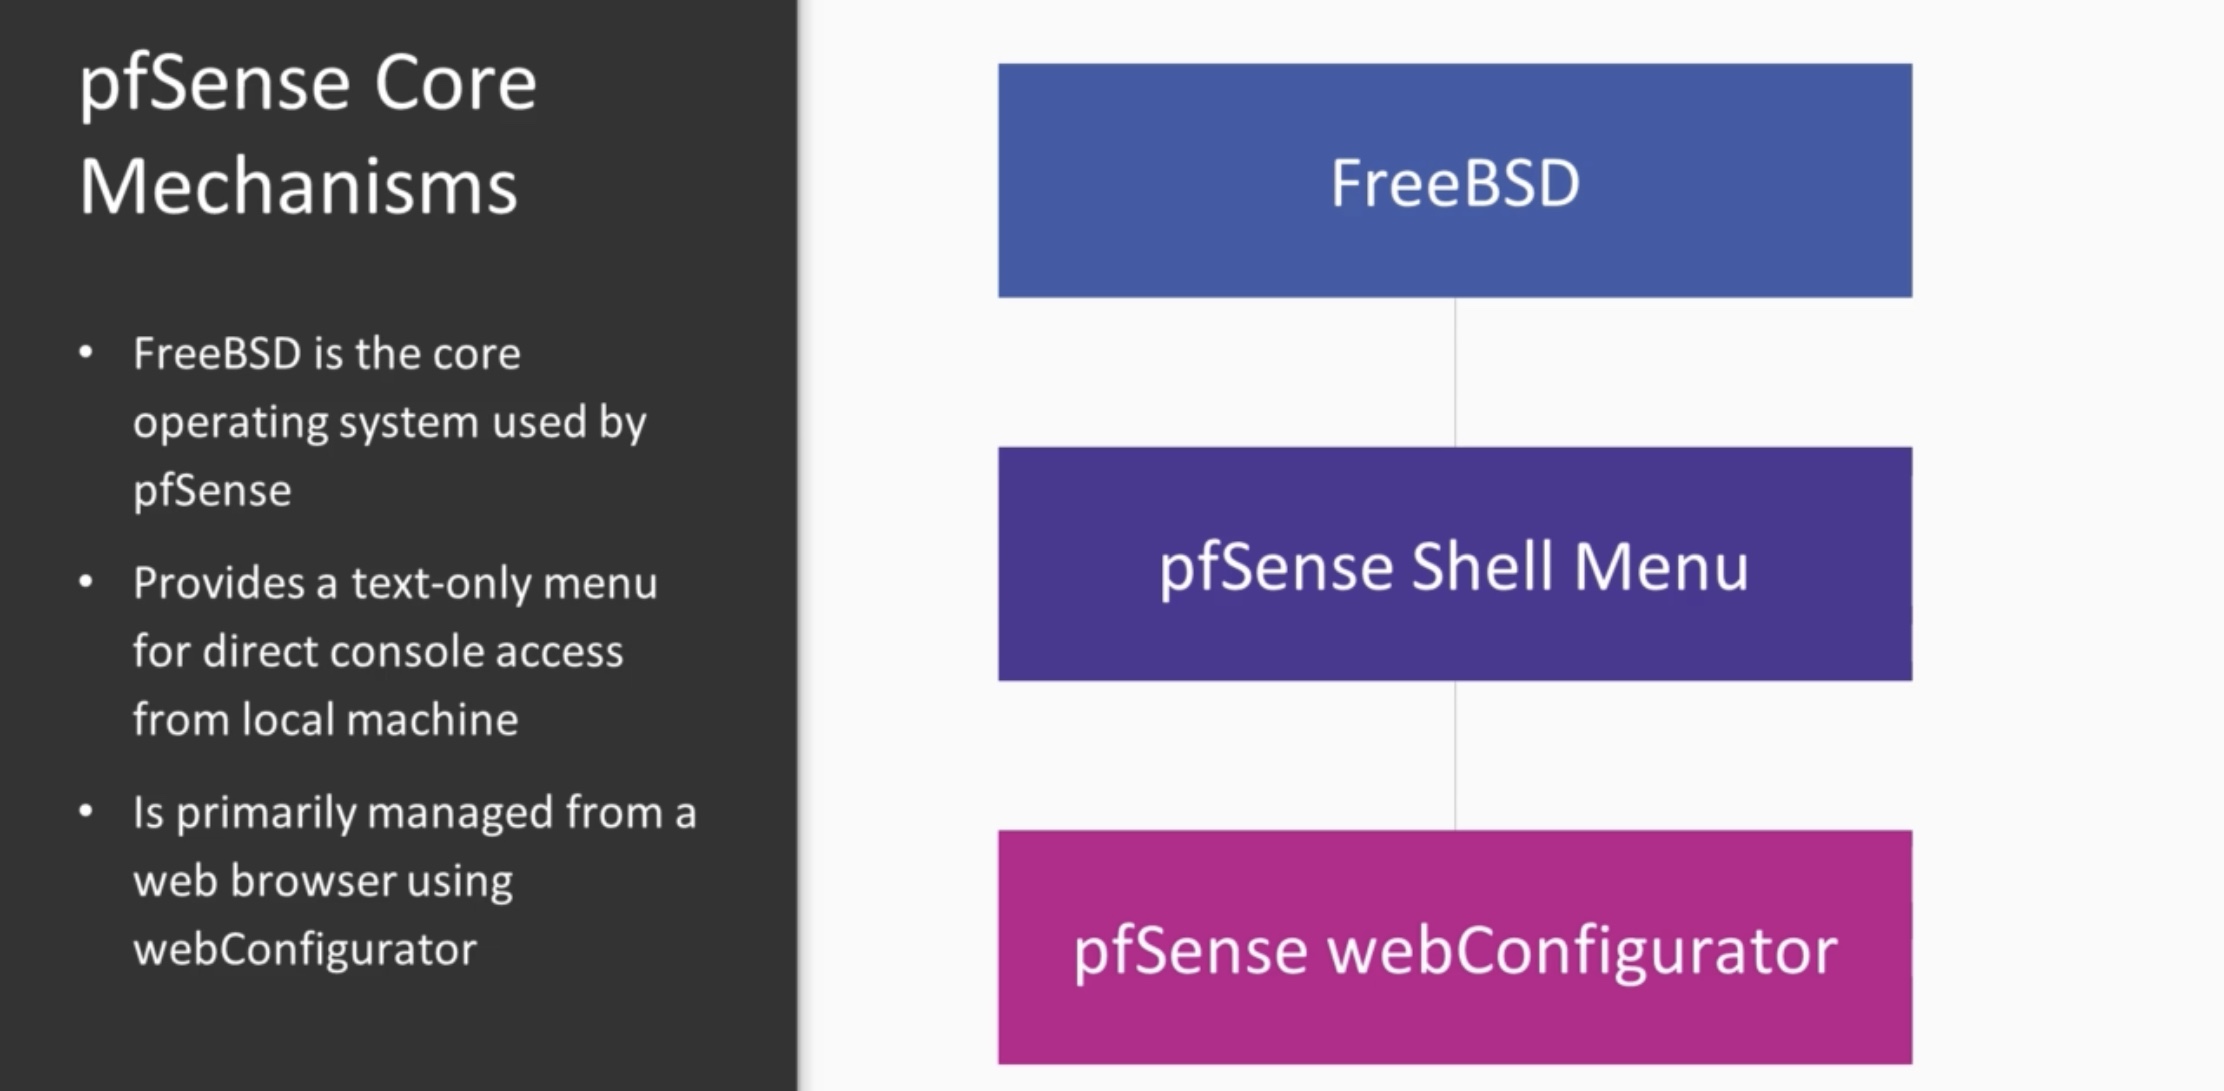 pfSense Core
Mechanisms
• FreeBSD is the core
operating system used by
pfSense
• Provides a text-only menu
for direct console access
from local machine
• Is primarily managed from a
web browser using
webConfigurator
FreeBSD
pfSense Shell Menu
pfSense webConfigurator